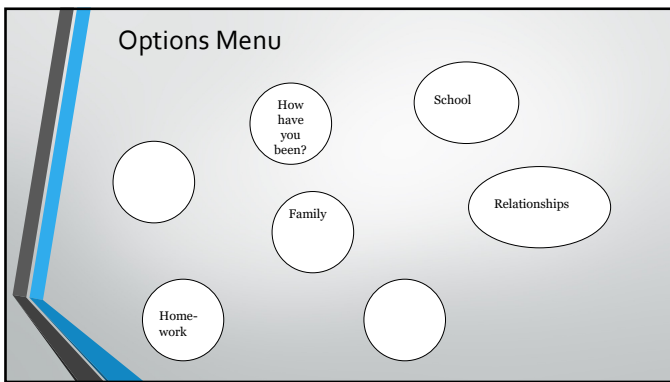 Options Menu
How
have
you
been?
School
Relationships
Family
Home-
work